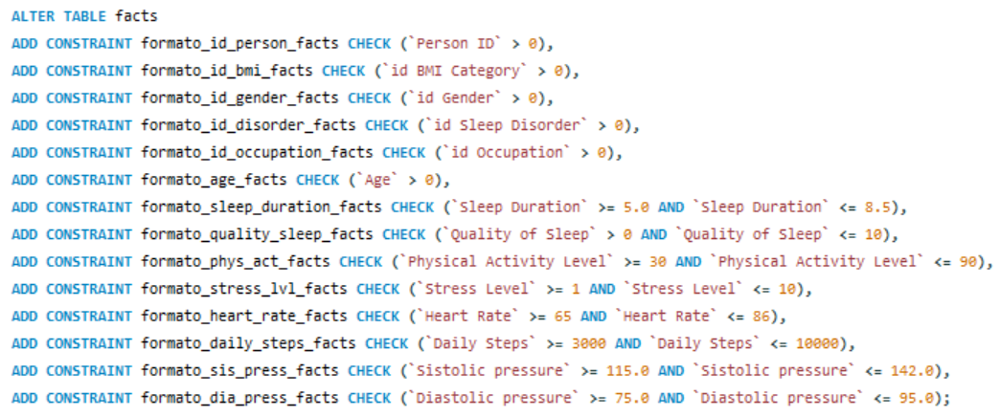 ALTER TABLE facts
ADD CONSTRAINT formato_id_person_facts CHECK (`Person ID` > 0),
ADD CONSTRAINT formato_id_bmi_facts CHECK (`id BMI Category` > 0),
ADD CONSTRAINT formato_id_gender_facts CHECK (`id Gender` > 0),
ADD CONSTRAINT formato_id_disorder_facts CHECK (`id Sleep Disorder` > 0),
ADD CONSTRAINT formato_id_occupation_facts CHECK (`id Occupation` > 0),
ADD CONSTRAINT formato_age_facts CHECK (`Age` > 0),
ADD CONSTRAINT formato_sleep_duration_facts CHECK (`Sleep Duration` >= 5.0 AND `Sleep Duration` <= 8.5),
ADD CONSTRAINT formato_quality_sleep_facts CHECK (`Quality of Sleep` > 0 AND `Quality of Sleep` <= 10),
ADD CONSTRAINT formato_phys_act_facts CHECK (`Physical Activity Level` >= 30 AND `Physical Activity Level` <= 90),
ADD CONSTRAINT formato_stress_lvl_facts CHECK (`Stress Level` >= 1 AND `Stress Level` <= 10),
ADD CONSTRAINT formato_heart_rate_facts CHECK (`Heart Rate` >= 65 AND `Heart Rate` <= 86),
ADD CONSTRAINT formato_daily_steps_facts CHECK (`Daily Steps` >= 3000 AND `Daily Steps` <= 10000),
ADD CONSTRAINT formato_sis_press_facts CHECK (`Sistolic pressure` >= 115.0 AND `Sistolic pressure` <= 142.0),
ADD CONSTRAINT formato_dia_press_facts CHECK (`Diastolic pressure` >= 75.0 AND `Diastolic pressure` <= 95.0);